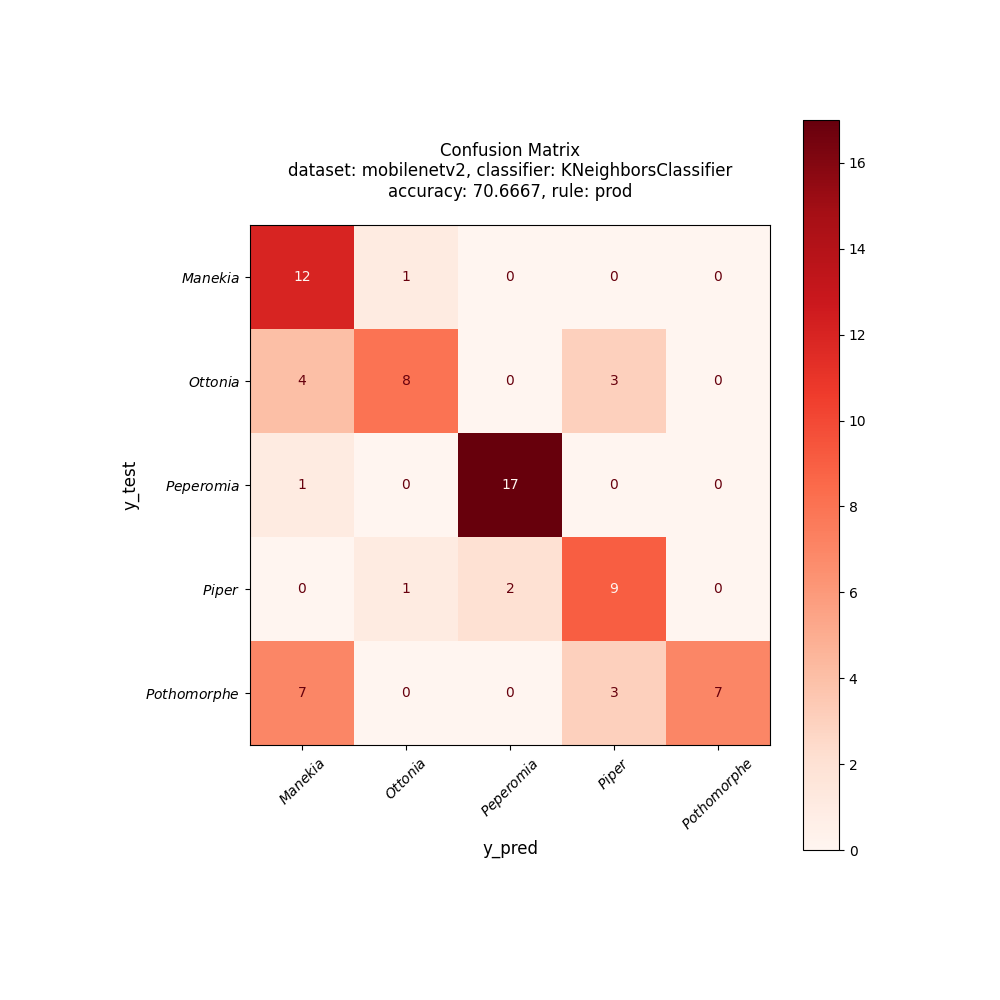 Confusion Matrix
dataset: mobilenetv2, classifier: KNeighborsClassifier
accuracy: 70.6667, rule: prod
Manekia 12 1 0 0 0
Ottonia 4 8 0 3 0
Peperomia 1 0 17 0 0
Piper 0 1 2 9 0
Pothomorphe 7 0 0 3 7
Manekia Ottonia Peperomia Piper Pothomorphe
y_test
y_pred
16
14
12
10
8
6
4
2
0